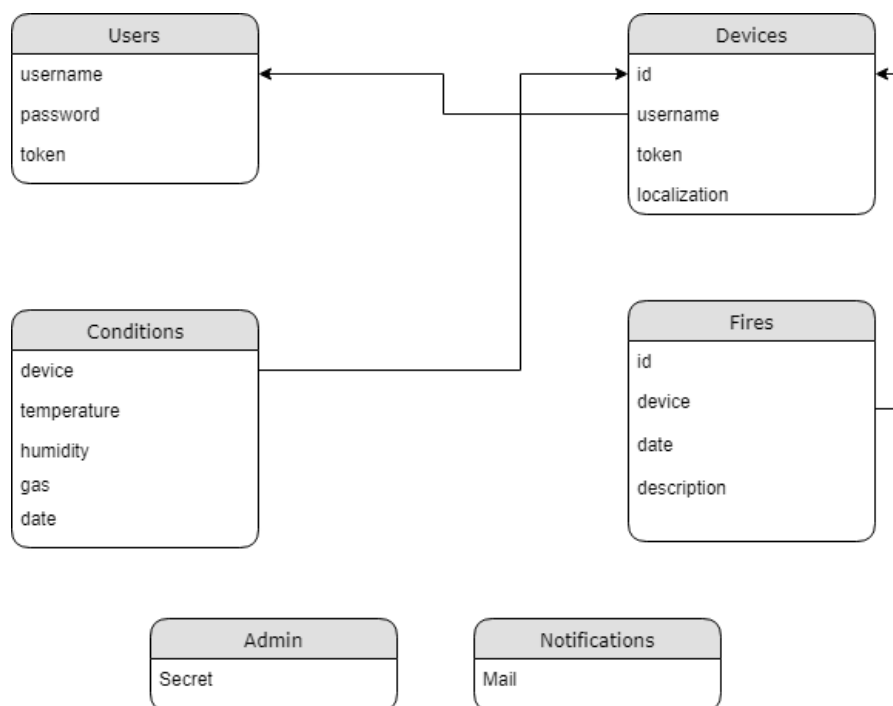 Users
username
password
token
Devices
id
username
token
localization
Conditions
device
temperature
humidity
gas
date
Fires
id
device
date
description
Admin
Secret
Notifications
Mail